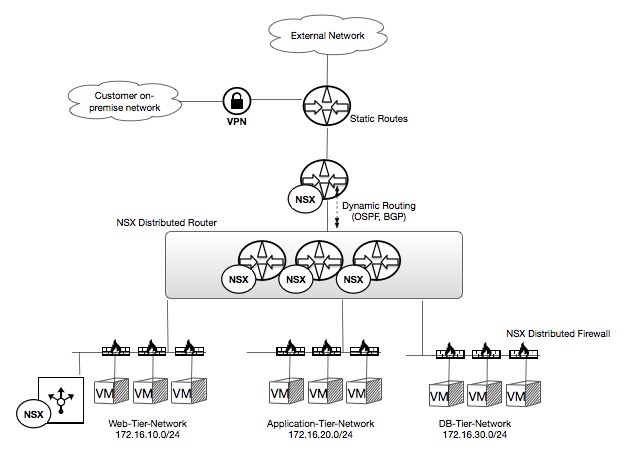 External Network
Customer on-
premise network
VPN
Static Routes
NSX
Dynamic Routing
(OSPF, BGP)
NSX Distributed Router
NSX
NSX
NSX
NSX Distributed Firewall
NSX
VM
VM
VM
VM
VM
VM
VM
VM
VM
Web-Tier-Network
172.16.10.0/24
Application-Tier-Network
172.16.20.0/24
DB-Tier-Network
172.16.30.0/24